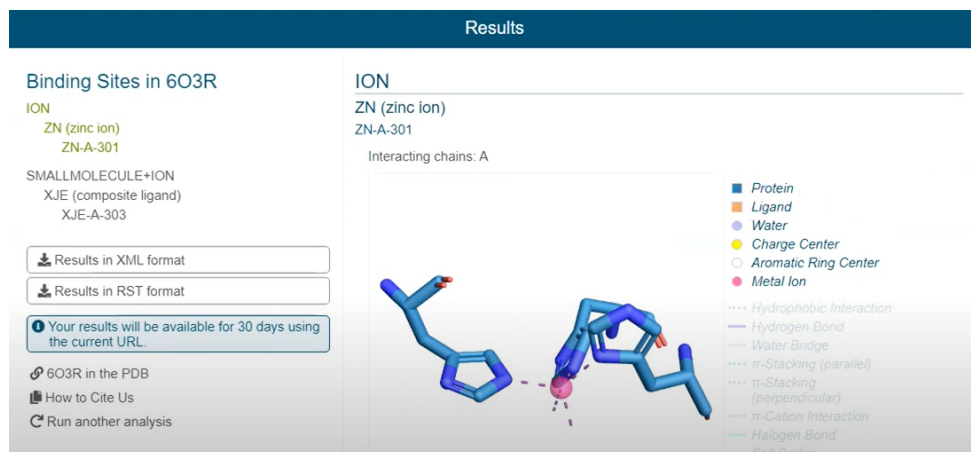 Results
Binding Sites in 6O3R
ION
ZN (zinc ion)
ZN-A-301
SMALLMOLECULE+ION
XJE (composite ligand)
XJE-A-303
Results in XML format
Results in RST format
Your results will be available for 30 days using
the current URL.
6O3R in the PDB
How to Cite Us
Run another analysis
ION
ZN (zinc ion)
ZN-A-301
Interacting chains: A
Protein
Ligand
Water
Charge Center
Aromatic Ring Center
Metal Ion
Hydrophobic Interaction
Hydrogen Bond
Water Bridge
π-Stacking (parallel)
π-Stacking
(perpendicular)
π-Cation Interaction
Halogen Bond
Salt Bridge